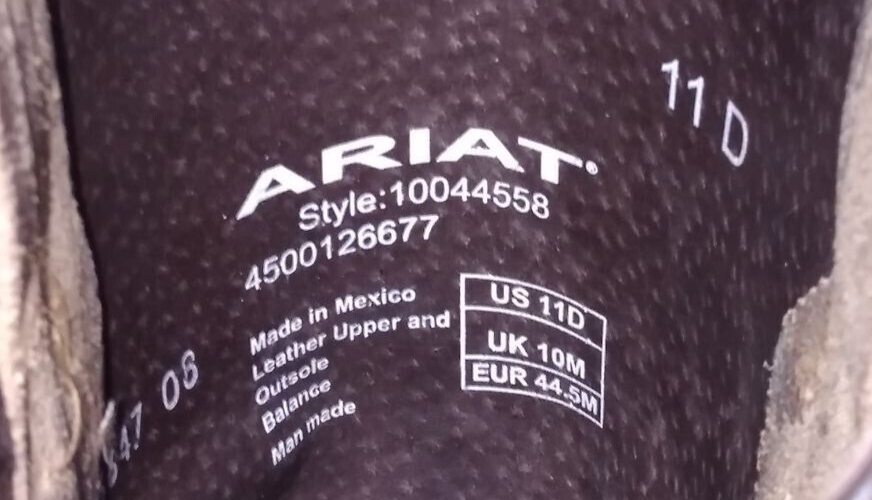 11 D
ARIAT®
Style:10044558
4500126677
Made in Mexico
Leather Upper and
Outsole
Balance
Man made
US 11D
UK 10M
EUR 44.5M
06